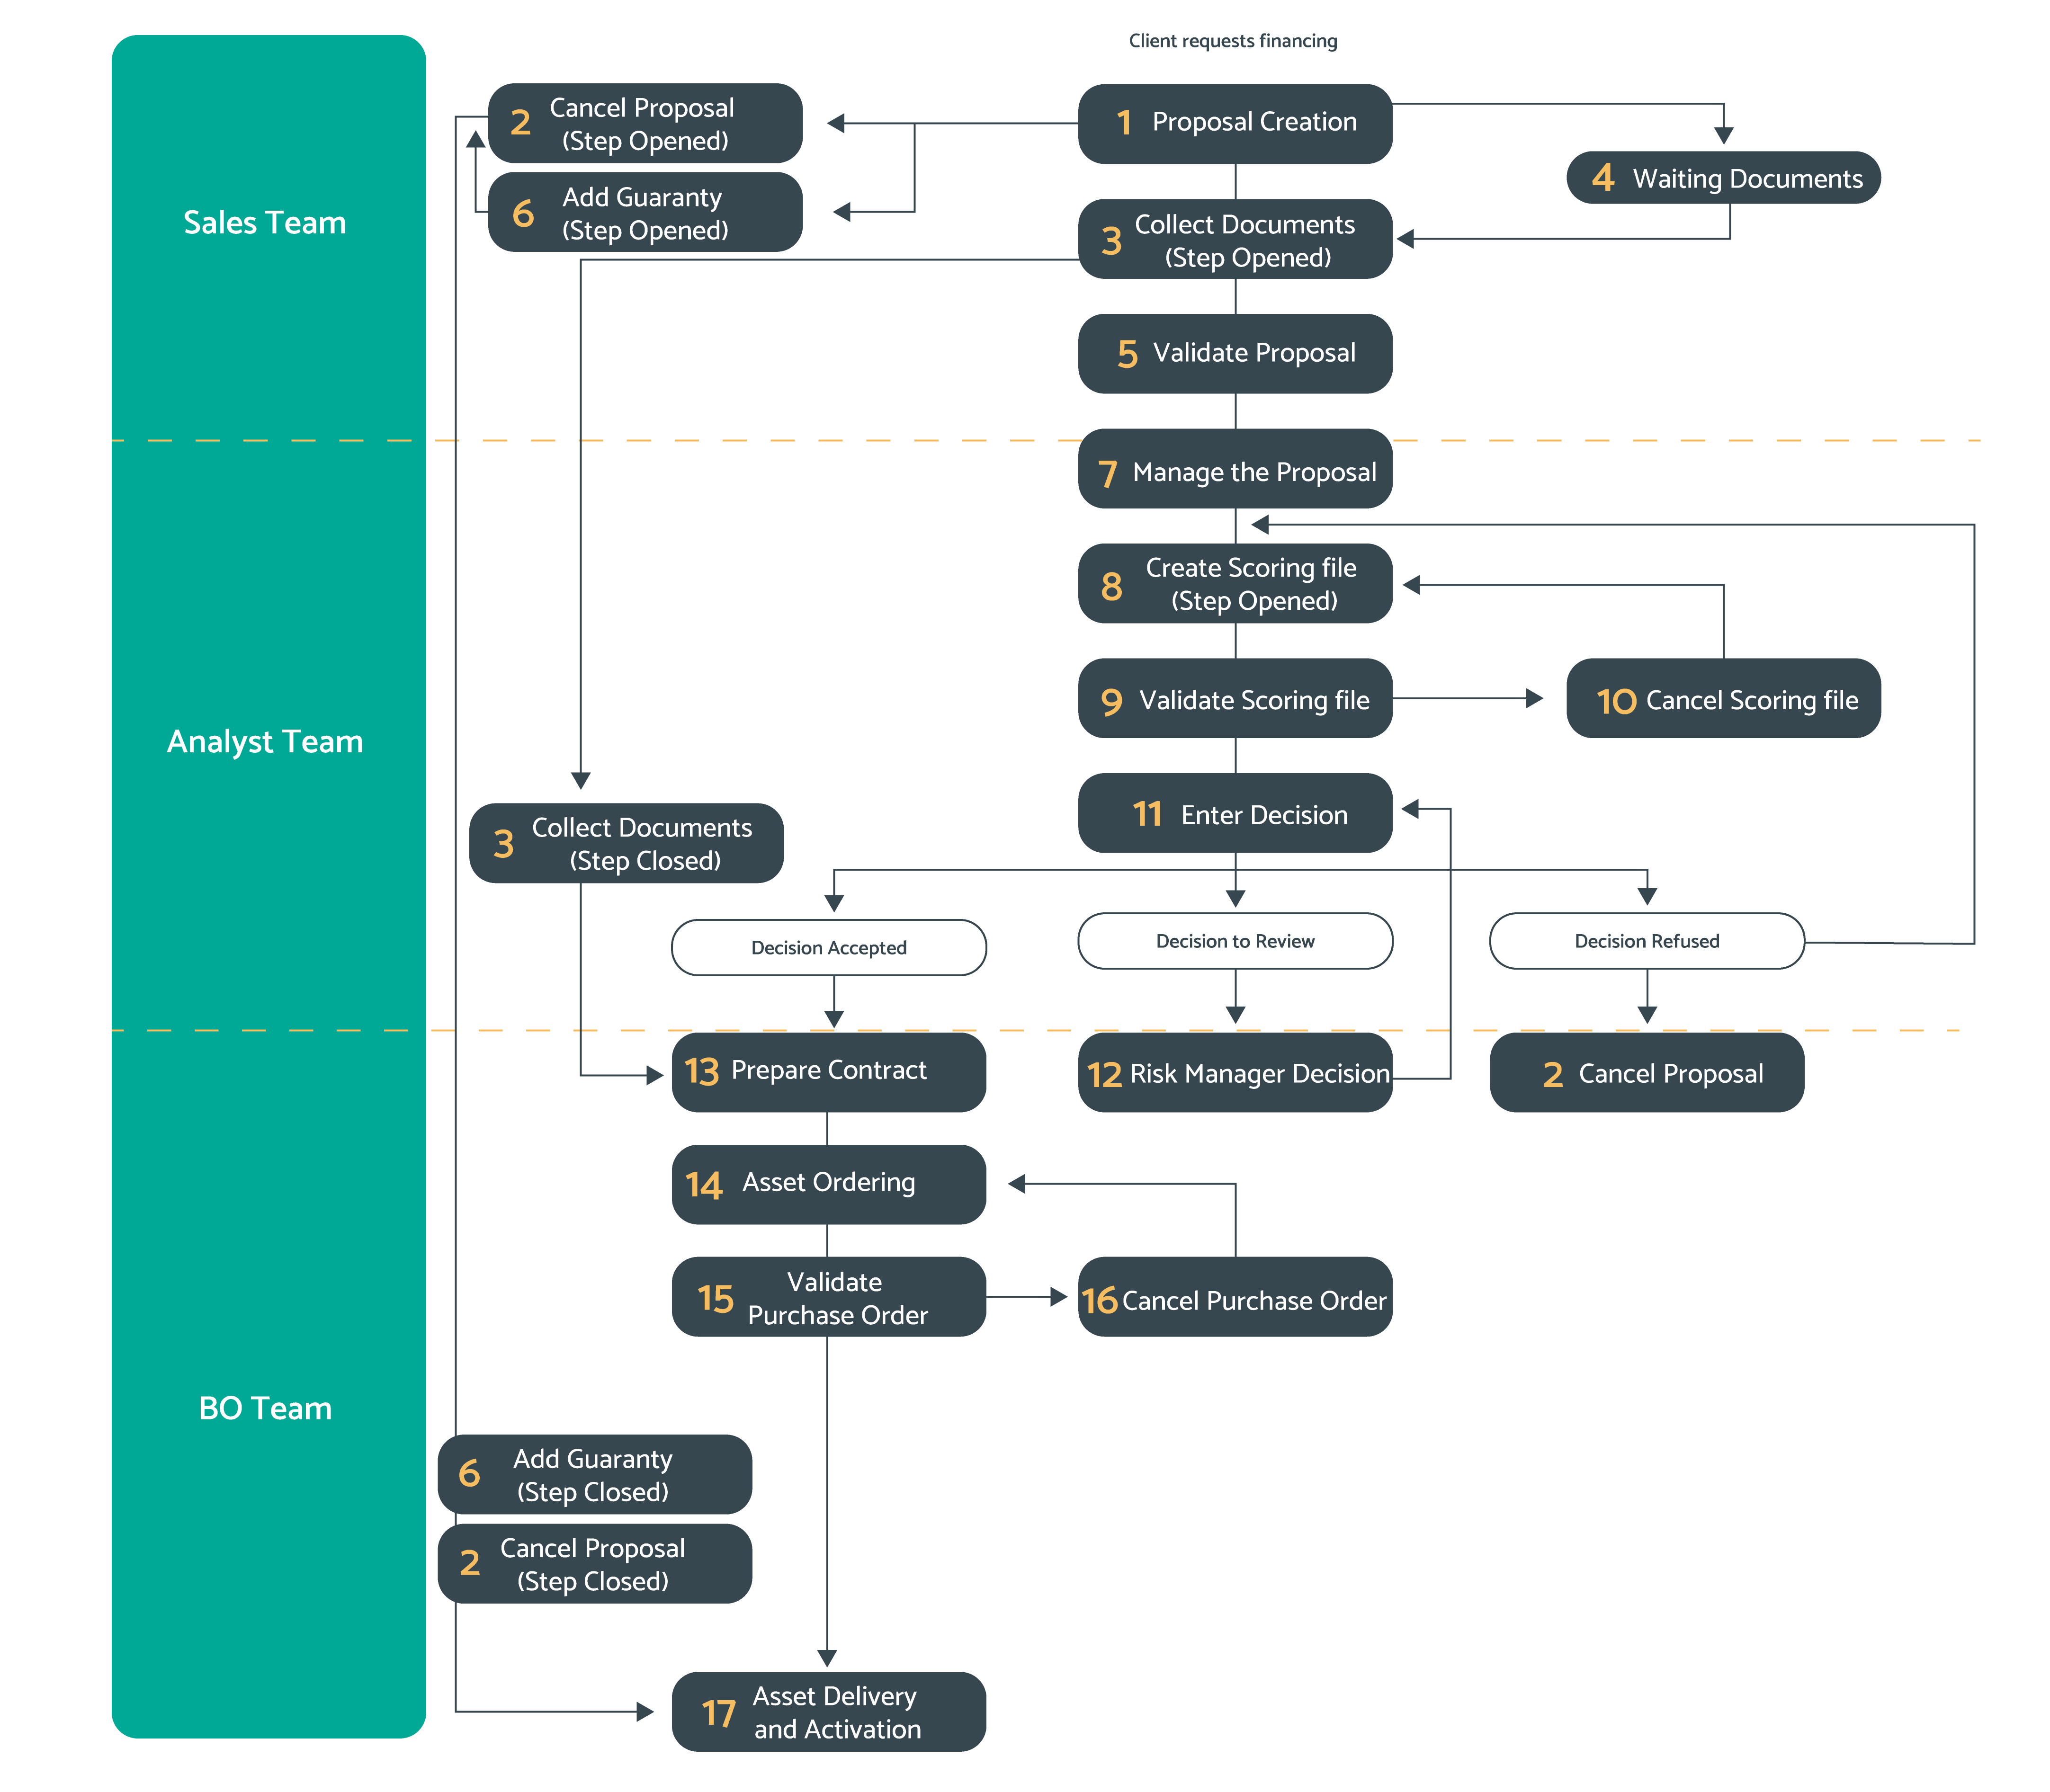 Client requests financing
Sales Team
2 Cancel Proposal
(Step Opened)
1 Proposal Creation
4 Waiting Documents
6 Add Guaranty
(Step Opened)
3 Collect Documents
(Step Opened)
5 Validate Proposal
Analyst Team
7 Manage the Proposal
8 Create Scoring file
(Step Opened)
9 Validate Scoring file
10 Cancel Scoring file
11 Enter Decision
3 Collect Documents
(Step Closed)
Decision Accepted
Decision to Review
Decision Refused
BO Team
13 Prepare Contract
12 Risk Manager Decision
2 Cancel Proposal
14 Asset Ordering
15 Validate
Purchase Order
16 Cancel Purchase Order
6 Add Guaranty
(Step Closed)
2 Cancel Proposal
(Step Closed)
17 Asset Delivery
and Activation